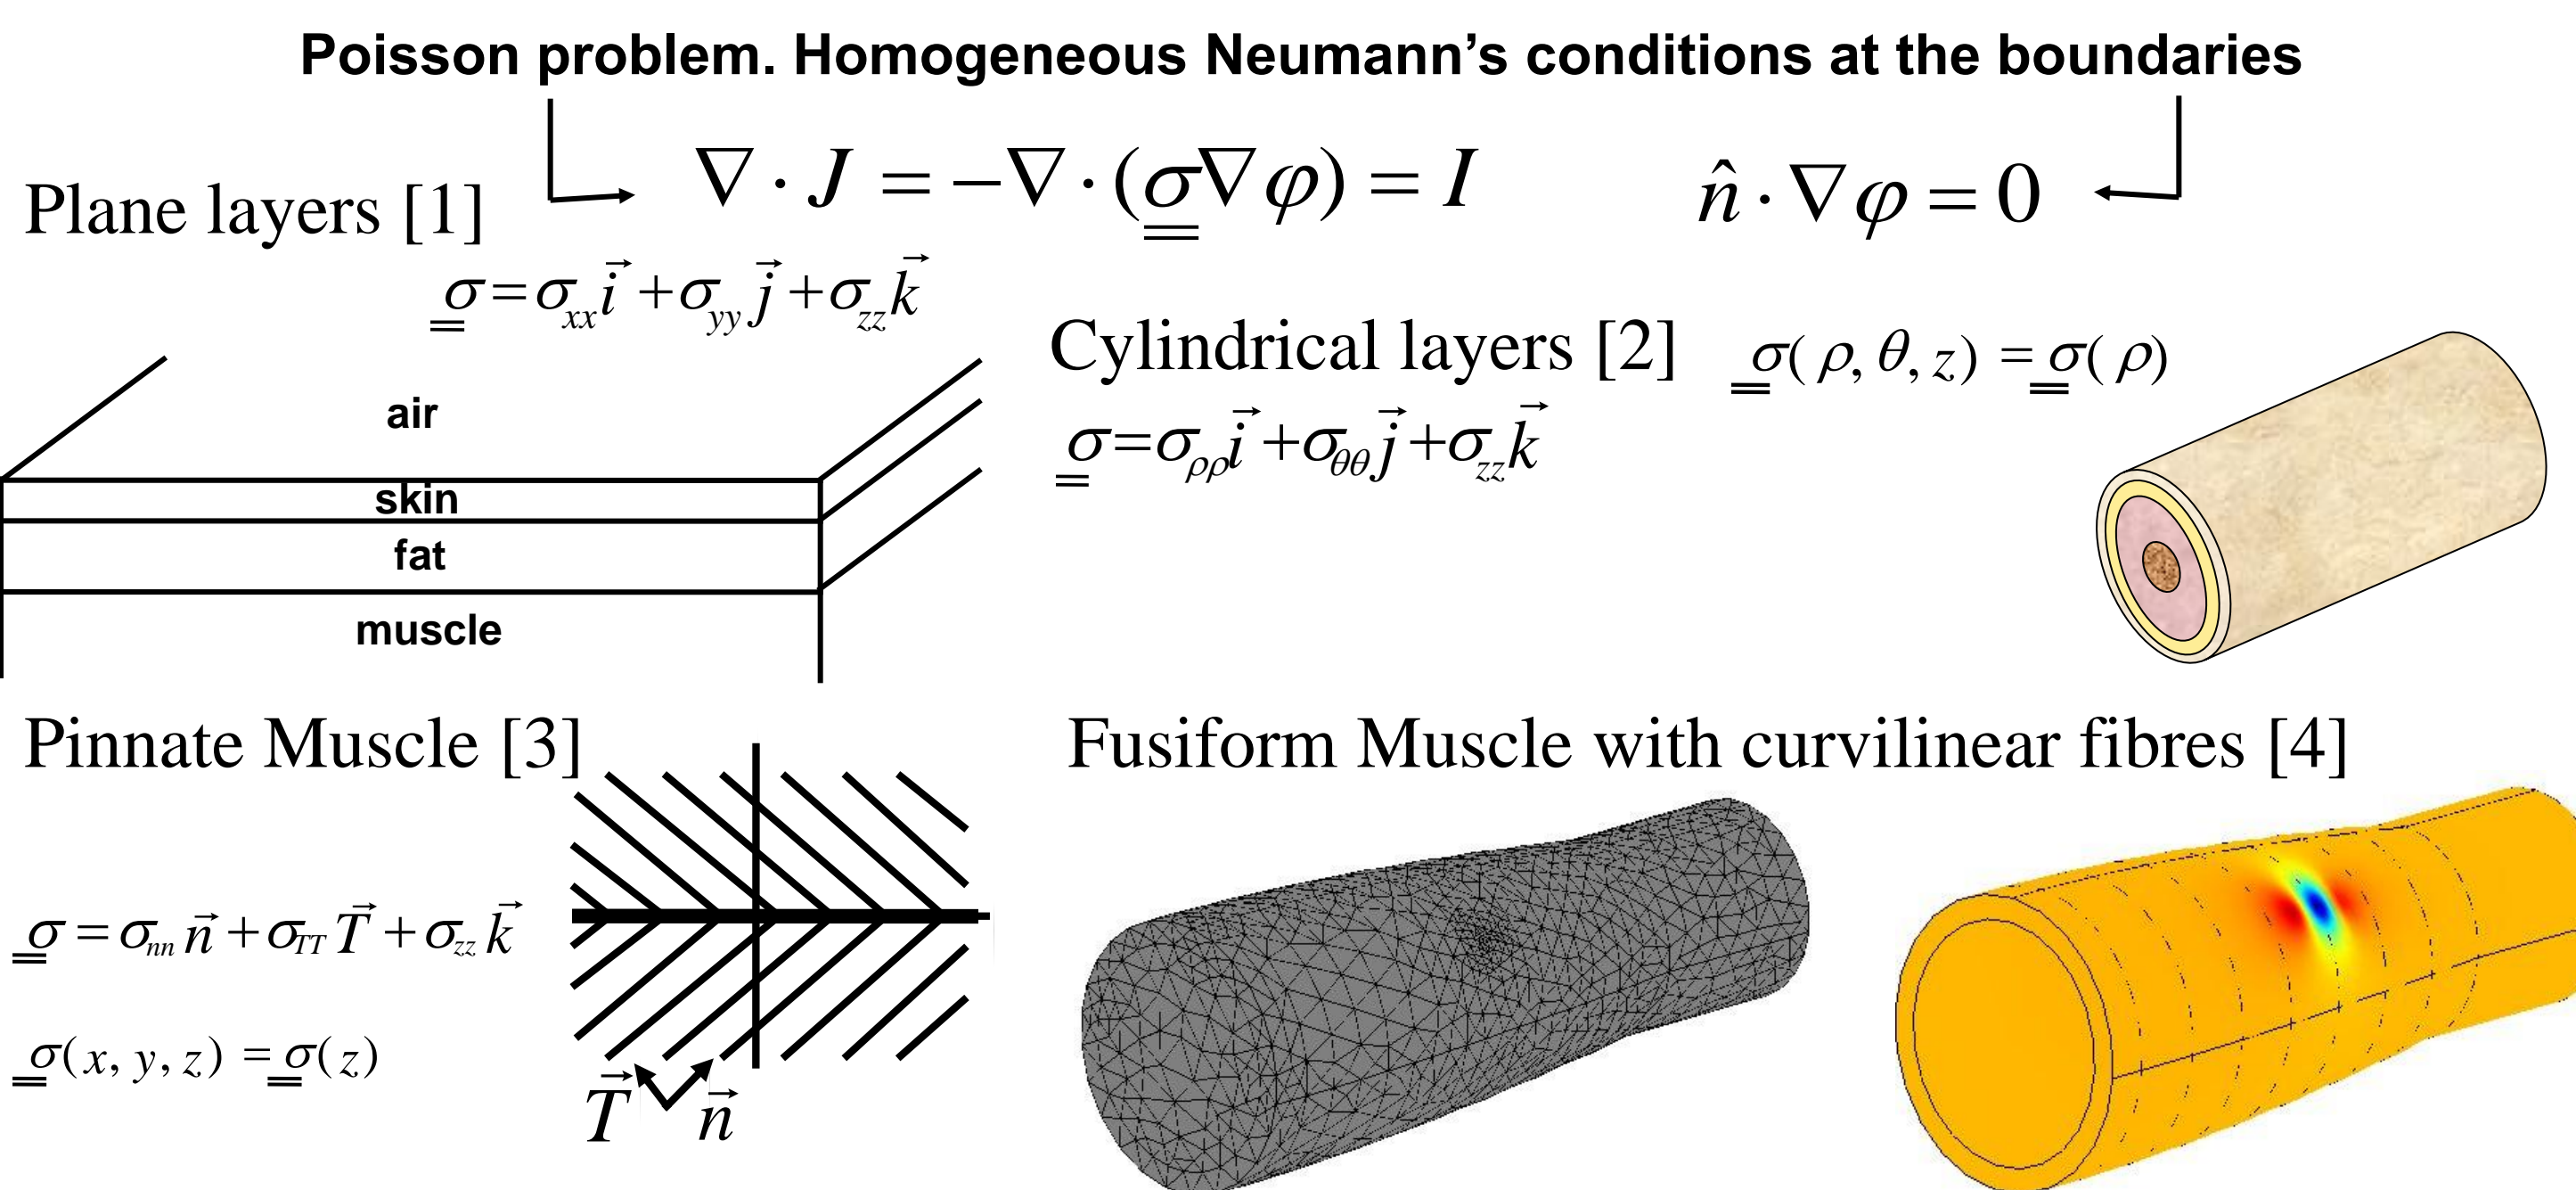 Poisson problem. Homogeneous Neumann’s conditions at the boundaries
∇ · J = −∇ · (σ∇φ) = I
n̂ · ∇φ = 0
Plane layers [1]
σ = σxx i⃗ + σyy j⃗ + σzz k⃗
air
skin
fat
muscle
Cylindrical layers [2]
σ(ρ, θ, z) = σ(ρ)
σ = σρρ i⃗ + σθθ j⃗ + σzz k⃗
Pinnate Muscle [3]
σ = σnn n⃗ + σTT T⃗ + σzz k⃗
σ(x, y, z) = σ(z)
T⃗ n⃗
Fusiform Muscle with curvilinear fibres [4]